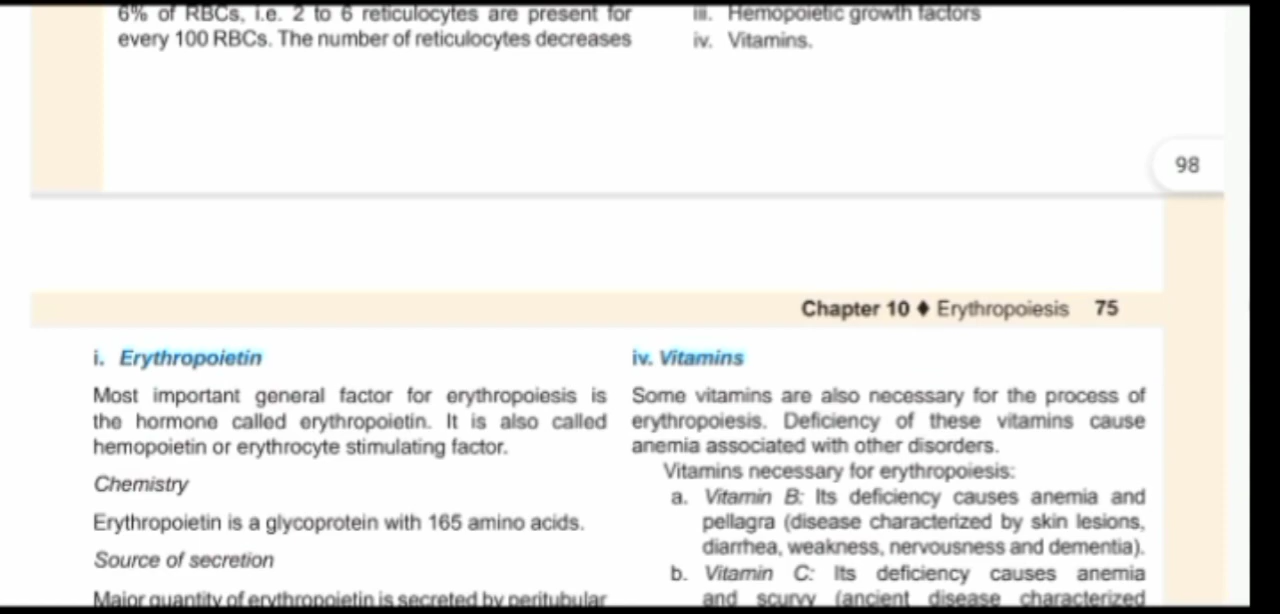 6% of RBCs, i.e. 2 to 6 reticulocytes are present for
every 100 RBCs. The number of reticulocytes decreases
iii. Hemopoietic growth factors
iv. Vitamins.
98
Chapter 10 ♦ Erythropoiesis 75
i. Erythropoietin
Most important general factor for erythropoiesis is
the hormone called erythropoietin. It is also called
hemopoietin or erythrocyte stimulating factor.
Chemistry
Erythropoietin is a glycoprotein with 165 amino acids.
Source of secretion
Major quantity of erythropoietin is secreted by peritubular
iv. Vitamins
Some vitamins are also necessary for the process of
erythropoiesis. Deficiency of these vitamins cause
anemia associated with other disorders.
Vitamins necessary for erythropoiesis:
a. Vitamin B: Its deficiency causes anemia and
pellagra (disease characterized by skin lesions,
diarrhea, weakness, nervousness and dementia).
b. Vitamin C: Its deficiency causes anemia
and scurvy (ancient disease characterized